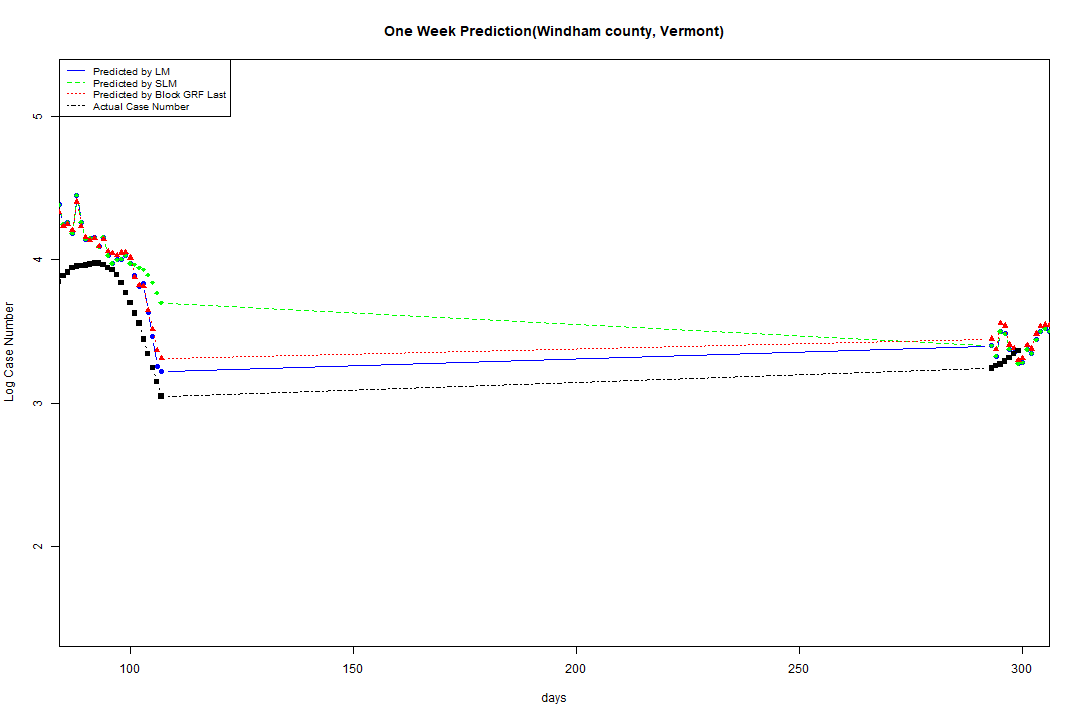 One Week Prediction(Windham county, Vermont)
Predicted by LM
Predicted by SLM
Predicted by Block GRF Last
Actual Case Number
5
4
3
2
Log Case Number
100 150 200 250 300
days